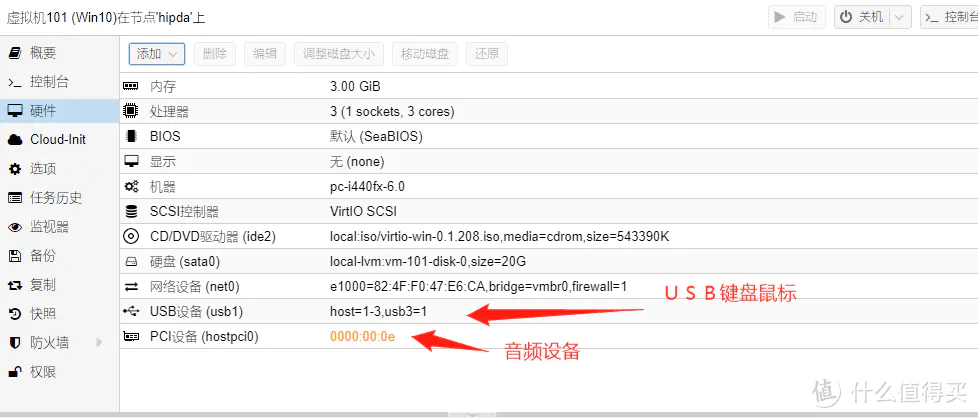 虚拟机101 (Win10)在节点'hipda'上
启动
关机
控制台
概要
控制台
硬件
Cloud-Init
选项
任务历史
监视器
备份
复制
快照
防火墙
权限
添加 删除 编辑 调整磁盘大小 移动磁盘 还原
内存 3.00 GiB
处理器 3 (1 sockets, 3 cores)
BIOS 默认 (SeaBIOS)
显示 无 (none)
机器 pc-i440fx-6.0
SCSI控制器 VirtIO SCSI
CD/DVD驱动器 (ide2) local:iso/virtio-win-0.1.208.iso,media=cdrom,size=543390K
硬盘 (sata0) local-lvm:vm-101-disk-0,size=20G
网络设备 (net0) e1000=82:4F:F0:47:E6:CA,bridge=vmbr0,firewall=1
USB设备 (usb1) host=1-3,usb3=1
PCI设备 (hostpci0) 0000:00:0e
ＵＳＢ键盘鼠标
音频设备
值 什么值得买